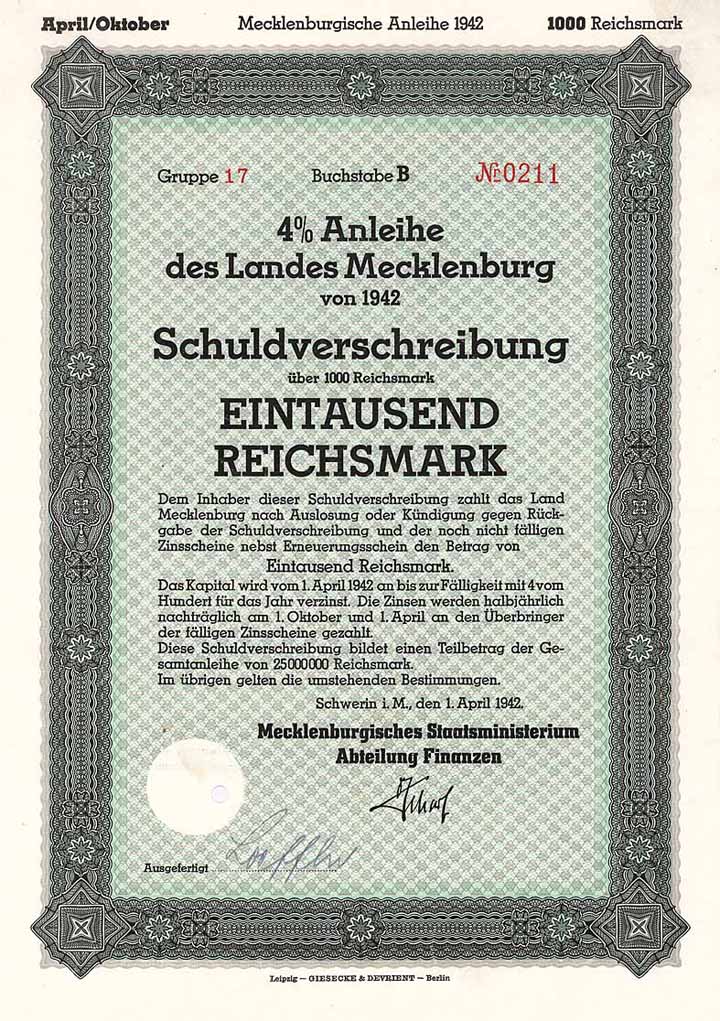 April/Oktober Mecklenburgische Anleihe 1942 1000 Reichsmark
Gruppe 17 Buchstabe B № 0211
4% Anleihe
des Landes Mecklenburg
von 1942
Schuldverschreibung
über 1000 Reichsmark
EINTAUSEND
REICHSMARK
Dem Inhaber dieser Schuldverschreibung zahlt das Land
Mecklenburg nach Auslosung oder Kündigung gegen Rück-
gabe der Schuldverschreibung und der noch nicht fälligen
Zinsscheine nebst Erneuerungsschein den Betrag von
Eintausend Reichsmark.
Das Kapital wird vom 1. April 1942 an bis zur Fälligkeit mit 4 vom
Hundert für das Jahr verzinst. Die Zinsen werden halbjährlich
nachträglich am 1. Oktober und 1. April an den Überbringer
der fälligen Zinsscheine gezahlt.
Diese Schuldverschreibung bildet einen Teilbetrag der Ge-
samtanleihe von 25000000 Reichsmark.
Im übrigen gelten die umstehenden Bestimmungen.
Schwerin i. M., den 1. April 1942.
Mecklenburgisches Staatsministerium
Abteilung Finanzen
Ausgefertigt
Leipzig — GIESECKE & DEVRIENT — Berlin